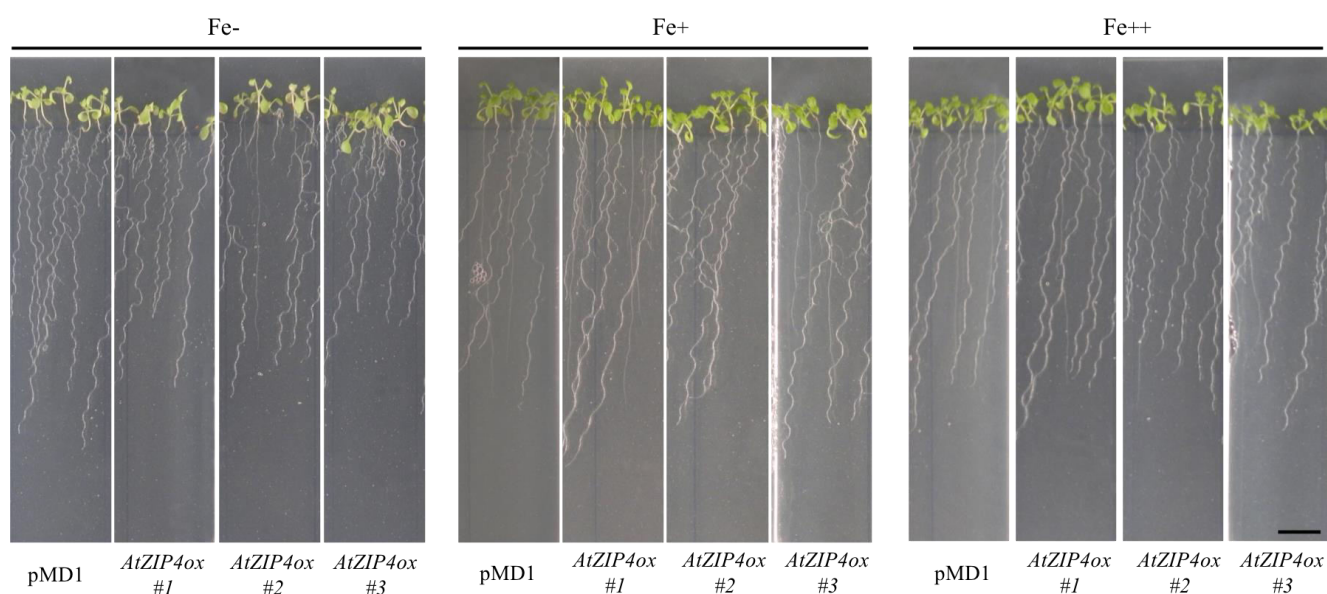 Fe-
Fe+
Fe++
pMD1
AtZIP4ox
#1
AtZIP4ox
#2
AtZIP4ox
#3
pMD1
AtZIP4ox
#1
AtZIP4ox
#2
AtZIP4ox
#3
pMD1
AtZIP4ox
#1
AtZIP4ox
#2
AtZIP4ox
#3